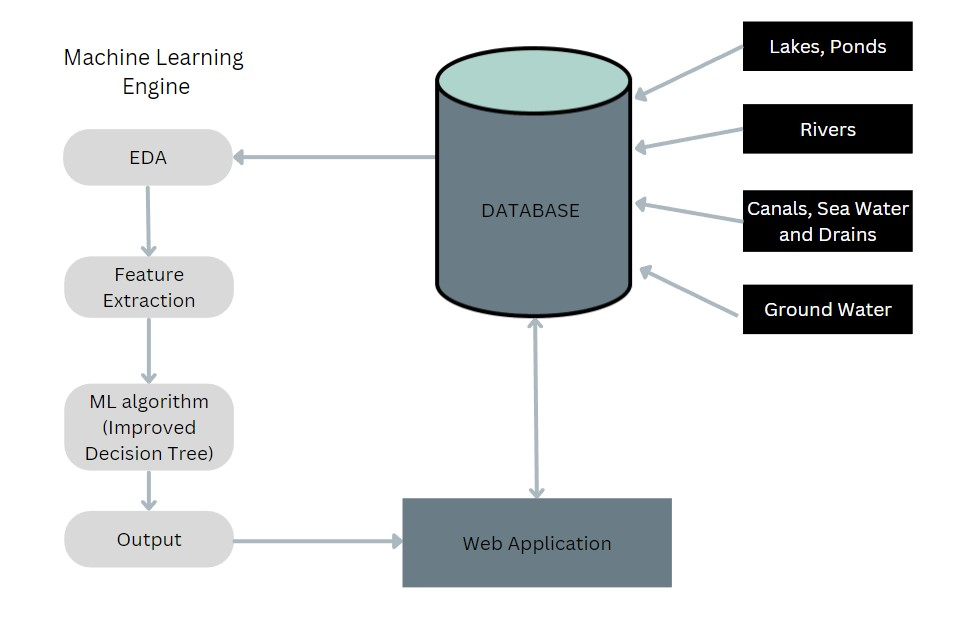 Machine Learning
Engine
EDA
Feature
Extraction
ML algorithm
(Improved
Decision Tree)
Output
DATABASE
Web Application
Lakes, Ponds
Rivers
Canals, Sea Water
and Drains
Ground Water